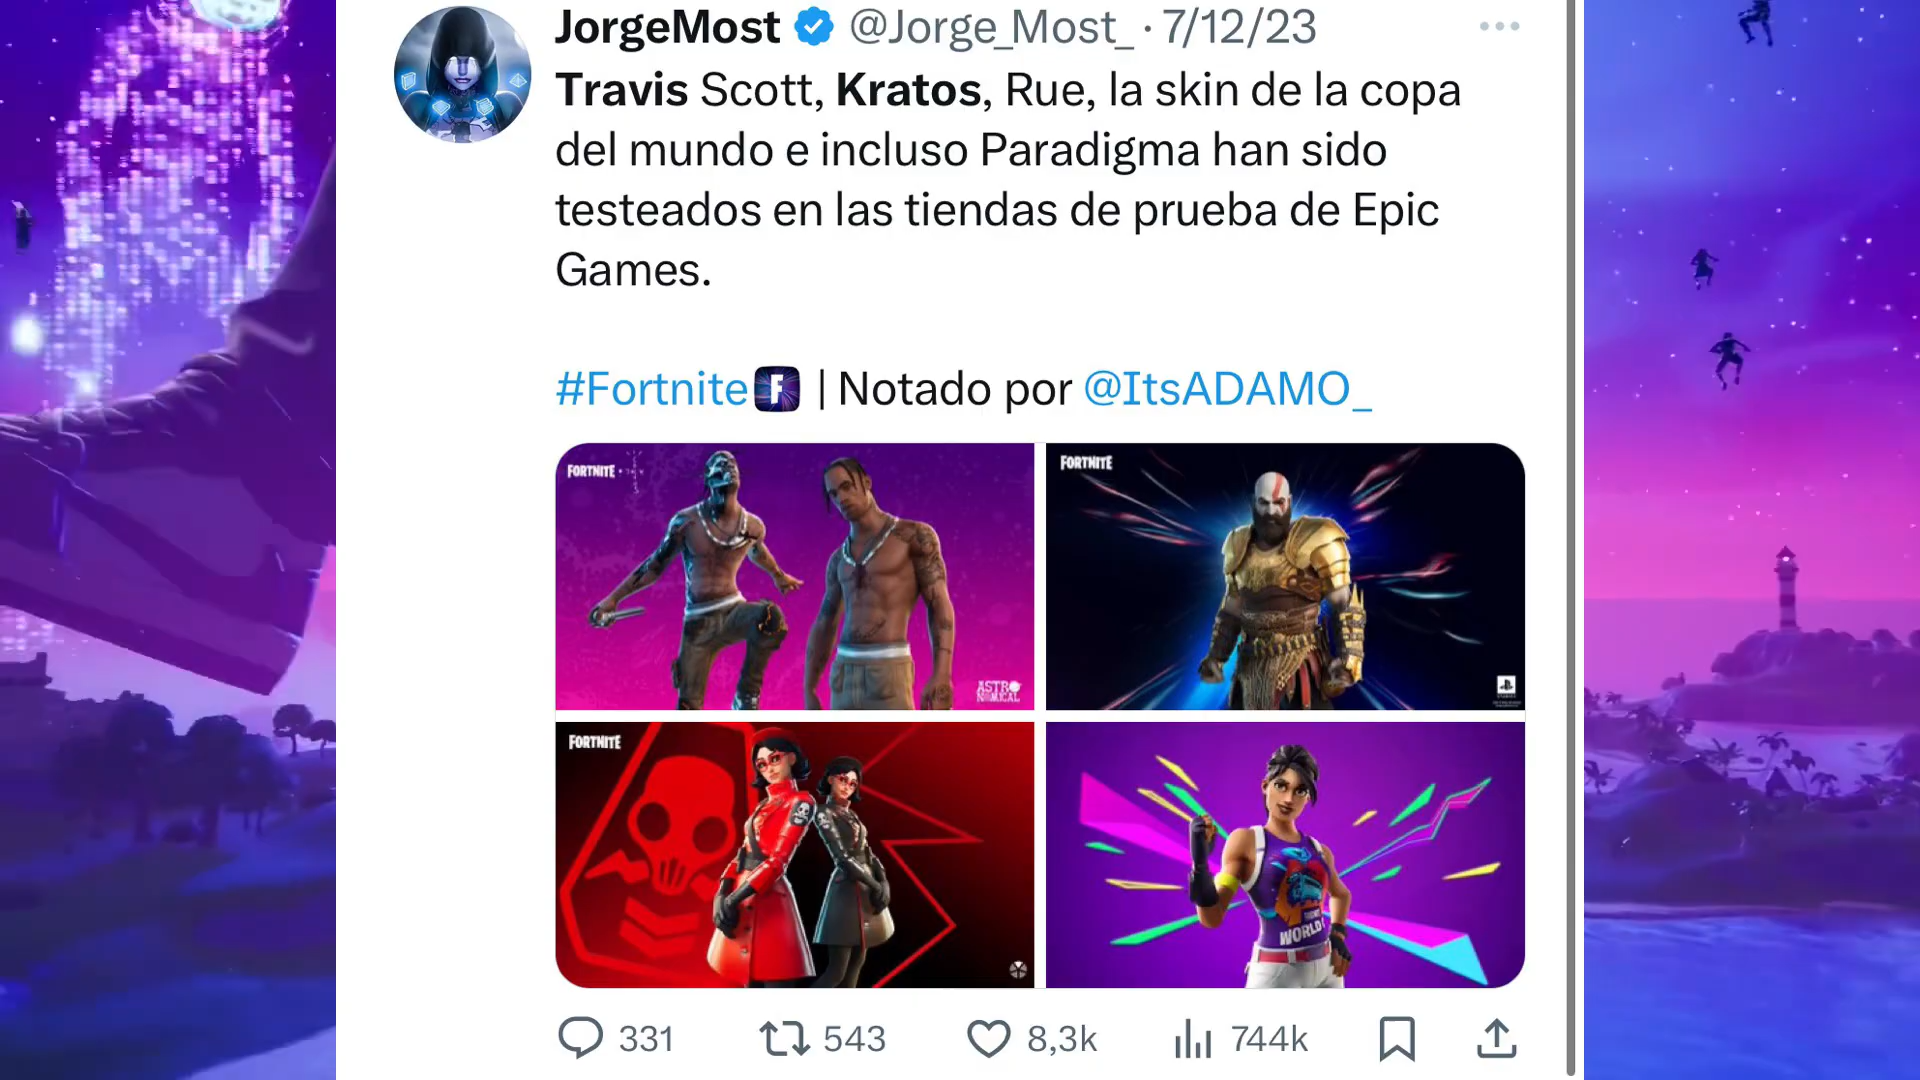 JorgeMost @Jorge_Most_ · 7/12/23
Travis Scott, Kratos, Rue, la skin de la copa
del mundo e incluso Paradigma han sido
testeados en las tiendas de prueba de Epic
Games.
#Fortnite F | Notado por @ItsADAMO_
FORTNITE
FORTNITE
ASTRONOMICAL
FORTNITE
WORLD
331 543 8,3k 744k